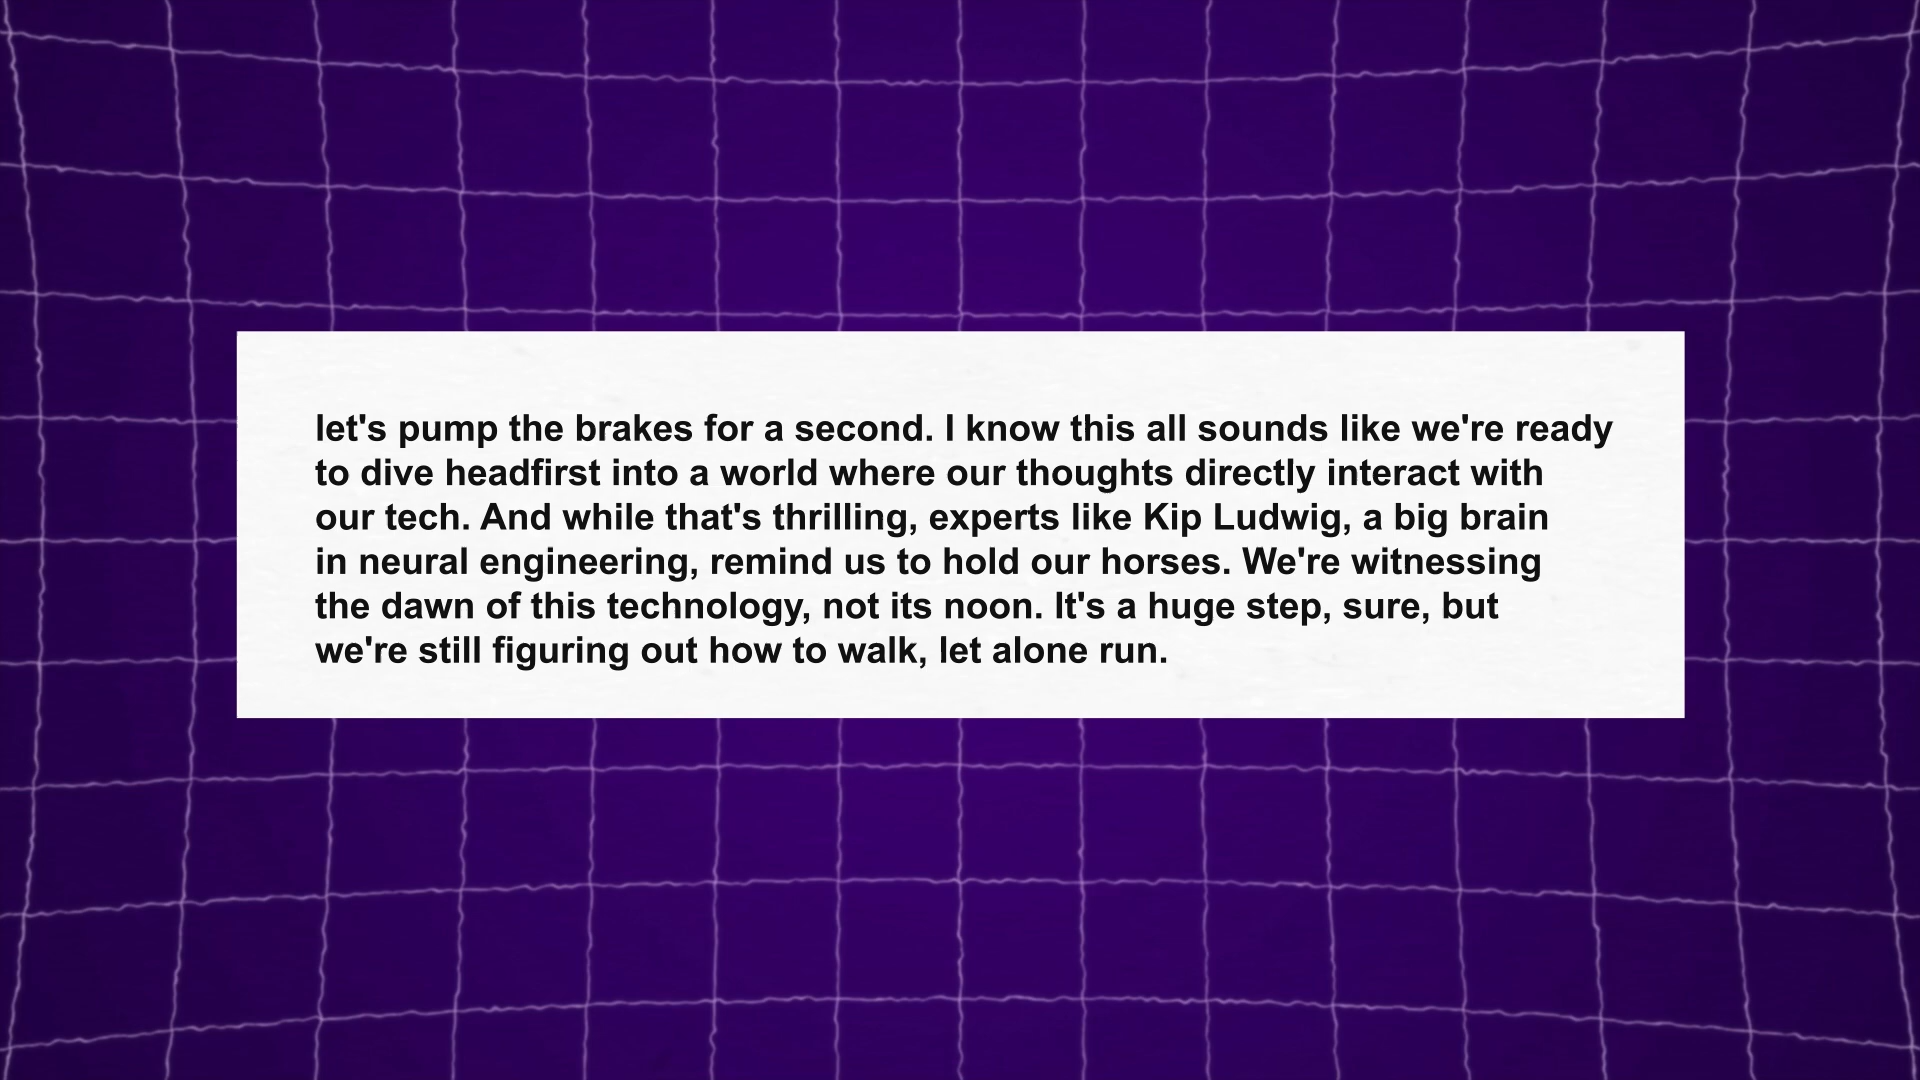 let's pump the brakes for a second. I know this all sounds like we're ready
to dive headfirst into a world where our thoughts directly interact with
our tech. And while that's thrilling, experts like Kip Ludwig, a big brain
in neural engineering, remind us to hold our horses. We're witnessing
the dawn of this technology, not its noon. It's a huge step, sure, but
we're still figuring out how to walk, let alone run.